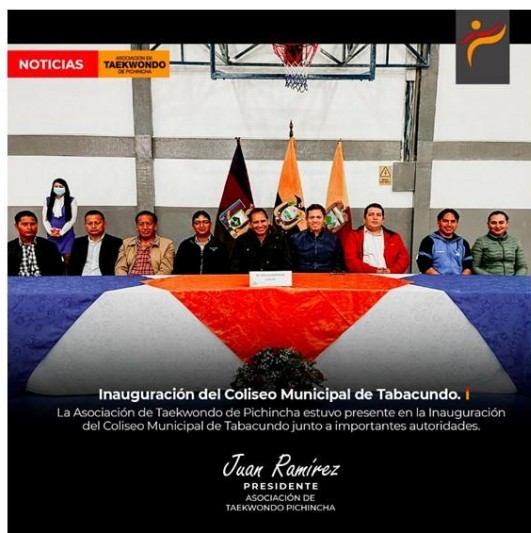 NOTICIAS
ASOCIACIÓN DE
TAEKWONDO
DE PICHINCHA
Inauguración del Coliseo Municipal de Tabacundo.
La Asociación de Taekwondo de Pichincha estuvo presente en la Inauguración
del Coliseo Municipal de Tabacundo junto a importantes autoridades.
Juan Ramírez
PRESIDENTE
ASOCIACIÓN DE
TAEKWONDO PICHINCHA